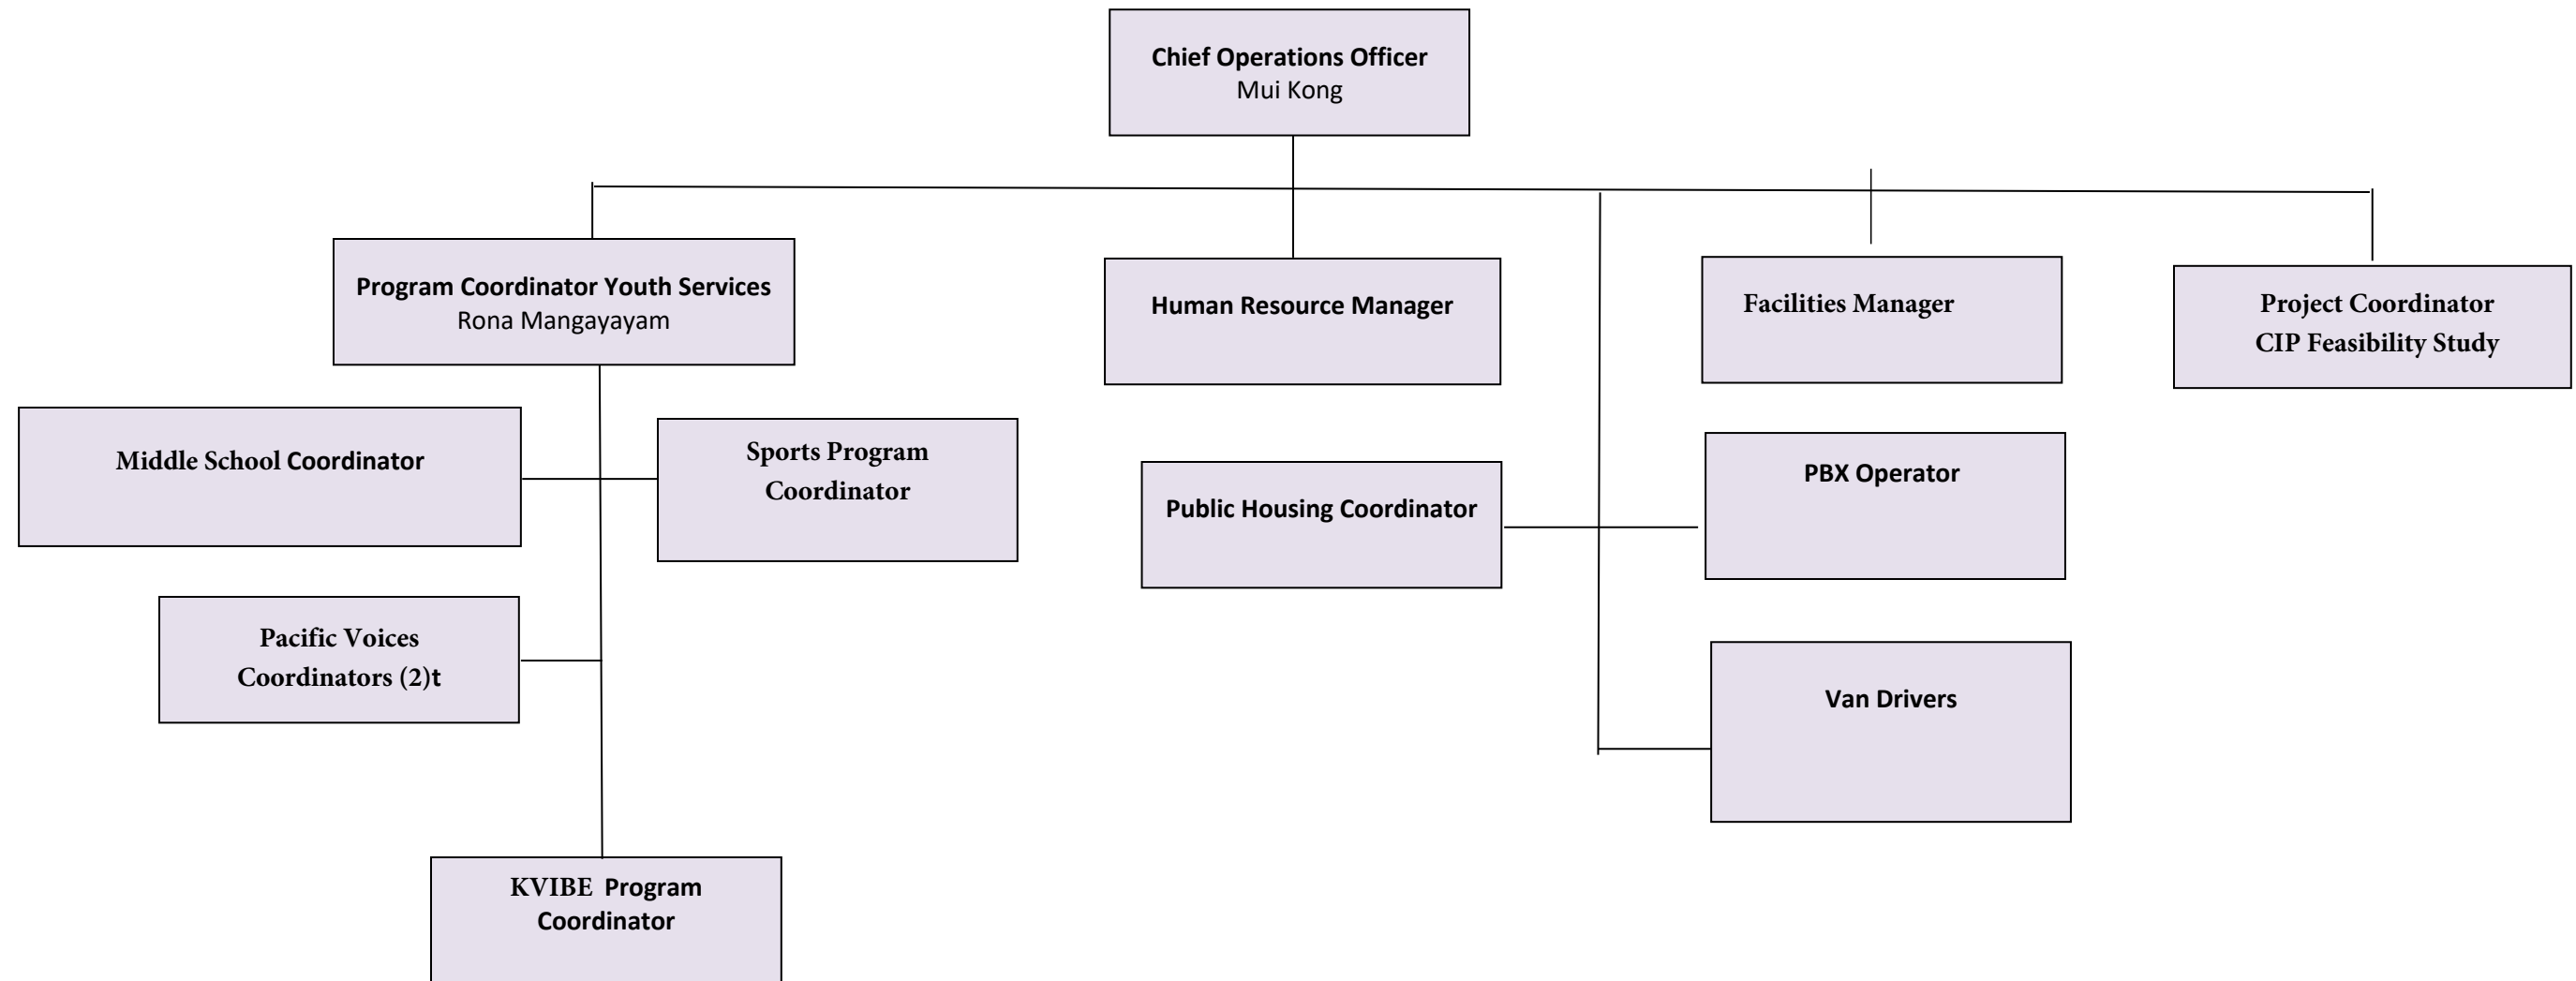 Chief Operations Officer
Mui Kong
Program Coordinator Youth Services
Rona Mangayayam
Human Resource Manager
Facilities Manager
Project Coordinator
CIP Feasibility Study
Middle School Coordinator
Sports Program
Coordinator
Public Housing Coordinator
PBX Operator
Pacific Voices
Coordinators (2)t
Van Drivers
KVIBE Program
Coordinator